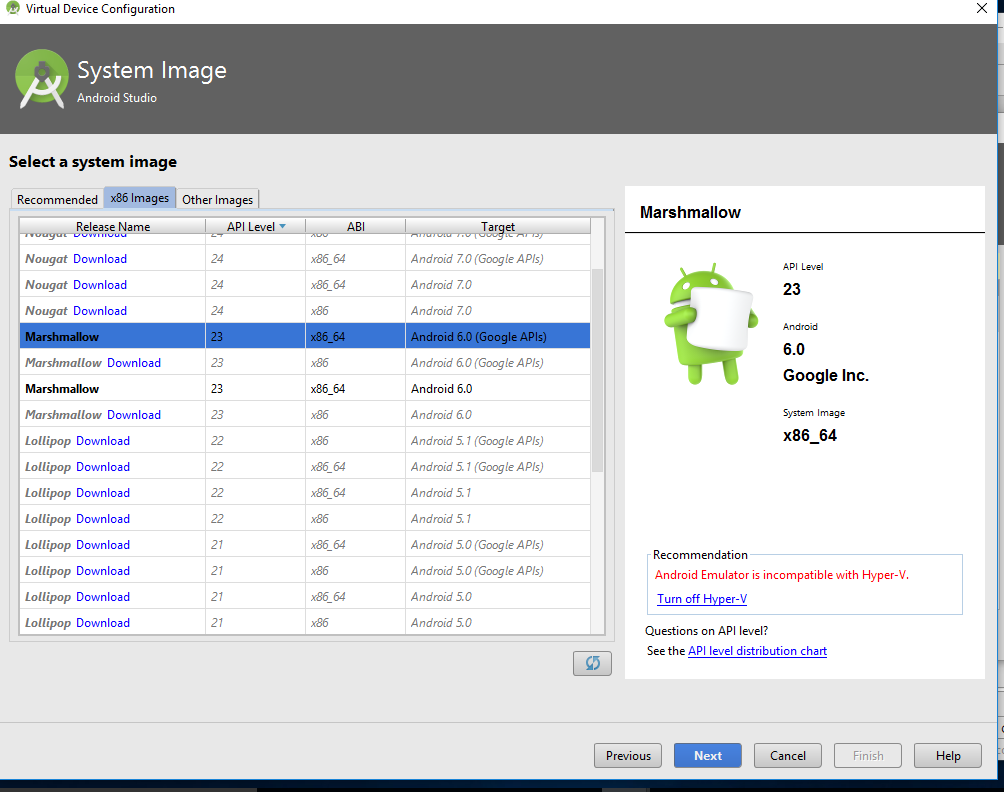 Virtual Device Configuration
System Image
Android Studio
Select a system image
Recommended x86 Images Other Images
Release Name API Level ABI Target
Nougat Download 24 x86 Android 7.0 (Google APIs)
Nougat Download 24 x86_64 Android 7.0 (Google APIs)
Nougat Download 24 x86_64 Android 7.0
Nougat Download 24 x86 Android 7.0
Marshmallow 23 x86_64 Android 6.0 (Google APIs)
Marshmallow Download 23 x86 Android 6.0 (Google APIs)
Marshmallow 23 x86_64 Android 6.0
Marshmallow Download 23 x86 Android 6.0
Lollipop Download 22 x86 Android 5.1 (Google APIs)
Lollipop Download 22 x86_64 Android 5.1 (Google APIs)
Lollipop Download 22 x86_64 Android 5.1
Lollipop Download 22 x86 Android 5.1
Lollipop Download 21 x86_64 Android 5.0 (Google APIs)
Lollipop Download 21 x86 Android 5.0 (Google APIs)
Lollipop Download 21 x86_64 Android 5.0
Lollipop Download 21 x86 Android 5.0
Marshmallow
API Level
23
Android
6.0
Google Inc.
System Image
x86_64
Recommendation
Android Emulator is incompatible with Hyper-V.
Turn off Hyper-V
Questions on API level?
See the API level distribution chart
Previous Next Cancel Finish Help